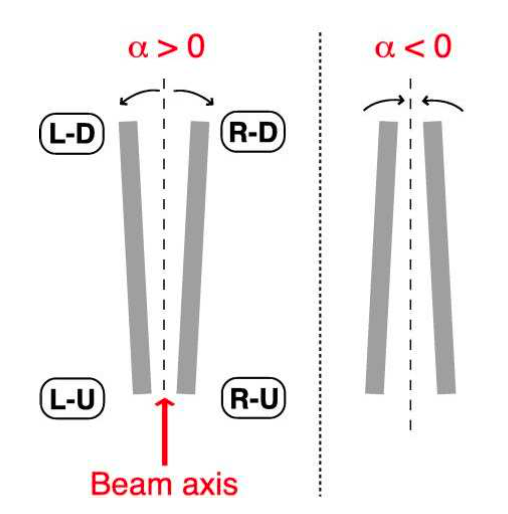 α > 0
α < 0
L-D
R-D
L-U
R-U
Beam axis